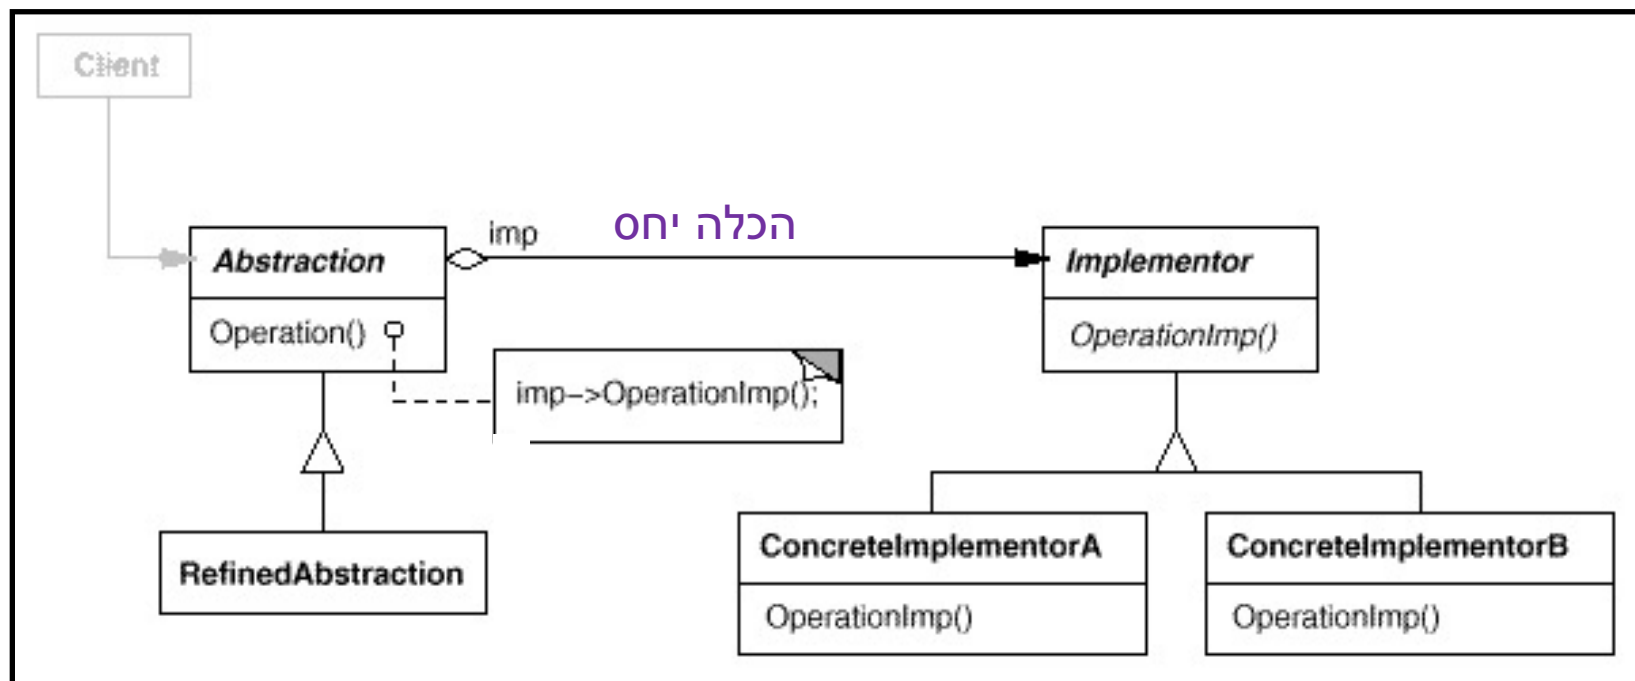 Client
imp
הכלה יחס
Abstraction
Implementor
Operation()
OperationImp()
imp->OperationImp();
RefinedAbstraction
ConcreteImplementorA
ConcreteImplementorB
OperationImp()
OperationImp()